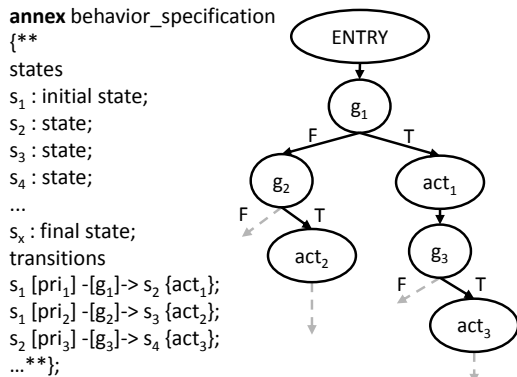 annex behavior_specification
{**
states
s₁ : initial state;
s₂ : state;
s₃ : state;
s₄ : state;
...
sₓ : final state;
transitions
s₁ [pri₁] -[g₁]-> s₂ {act₁};
s₁ [pri₂] -[g₂]-> s₃ {act₂};
s₂ [pri₃] -[g₃]-> s₄ {act₃};
...**};
ENTRY
g₁
F T
g₂ act₁
F T
act₂ g₃
F T
act₃